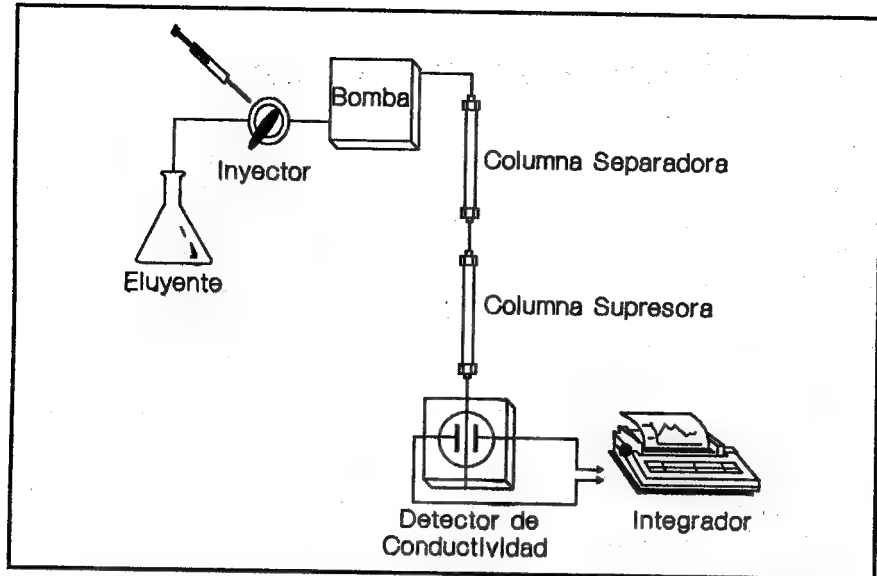 Bomba
Inyector
Eluyente
Columna Separadora
Columna Supresora
Detector de
Conductividad
Integrador